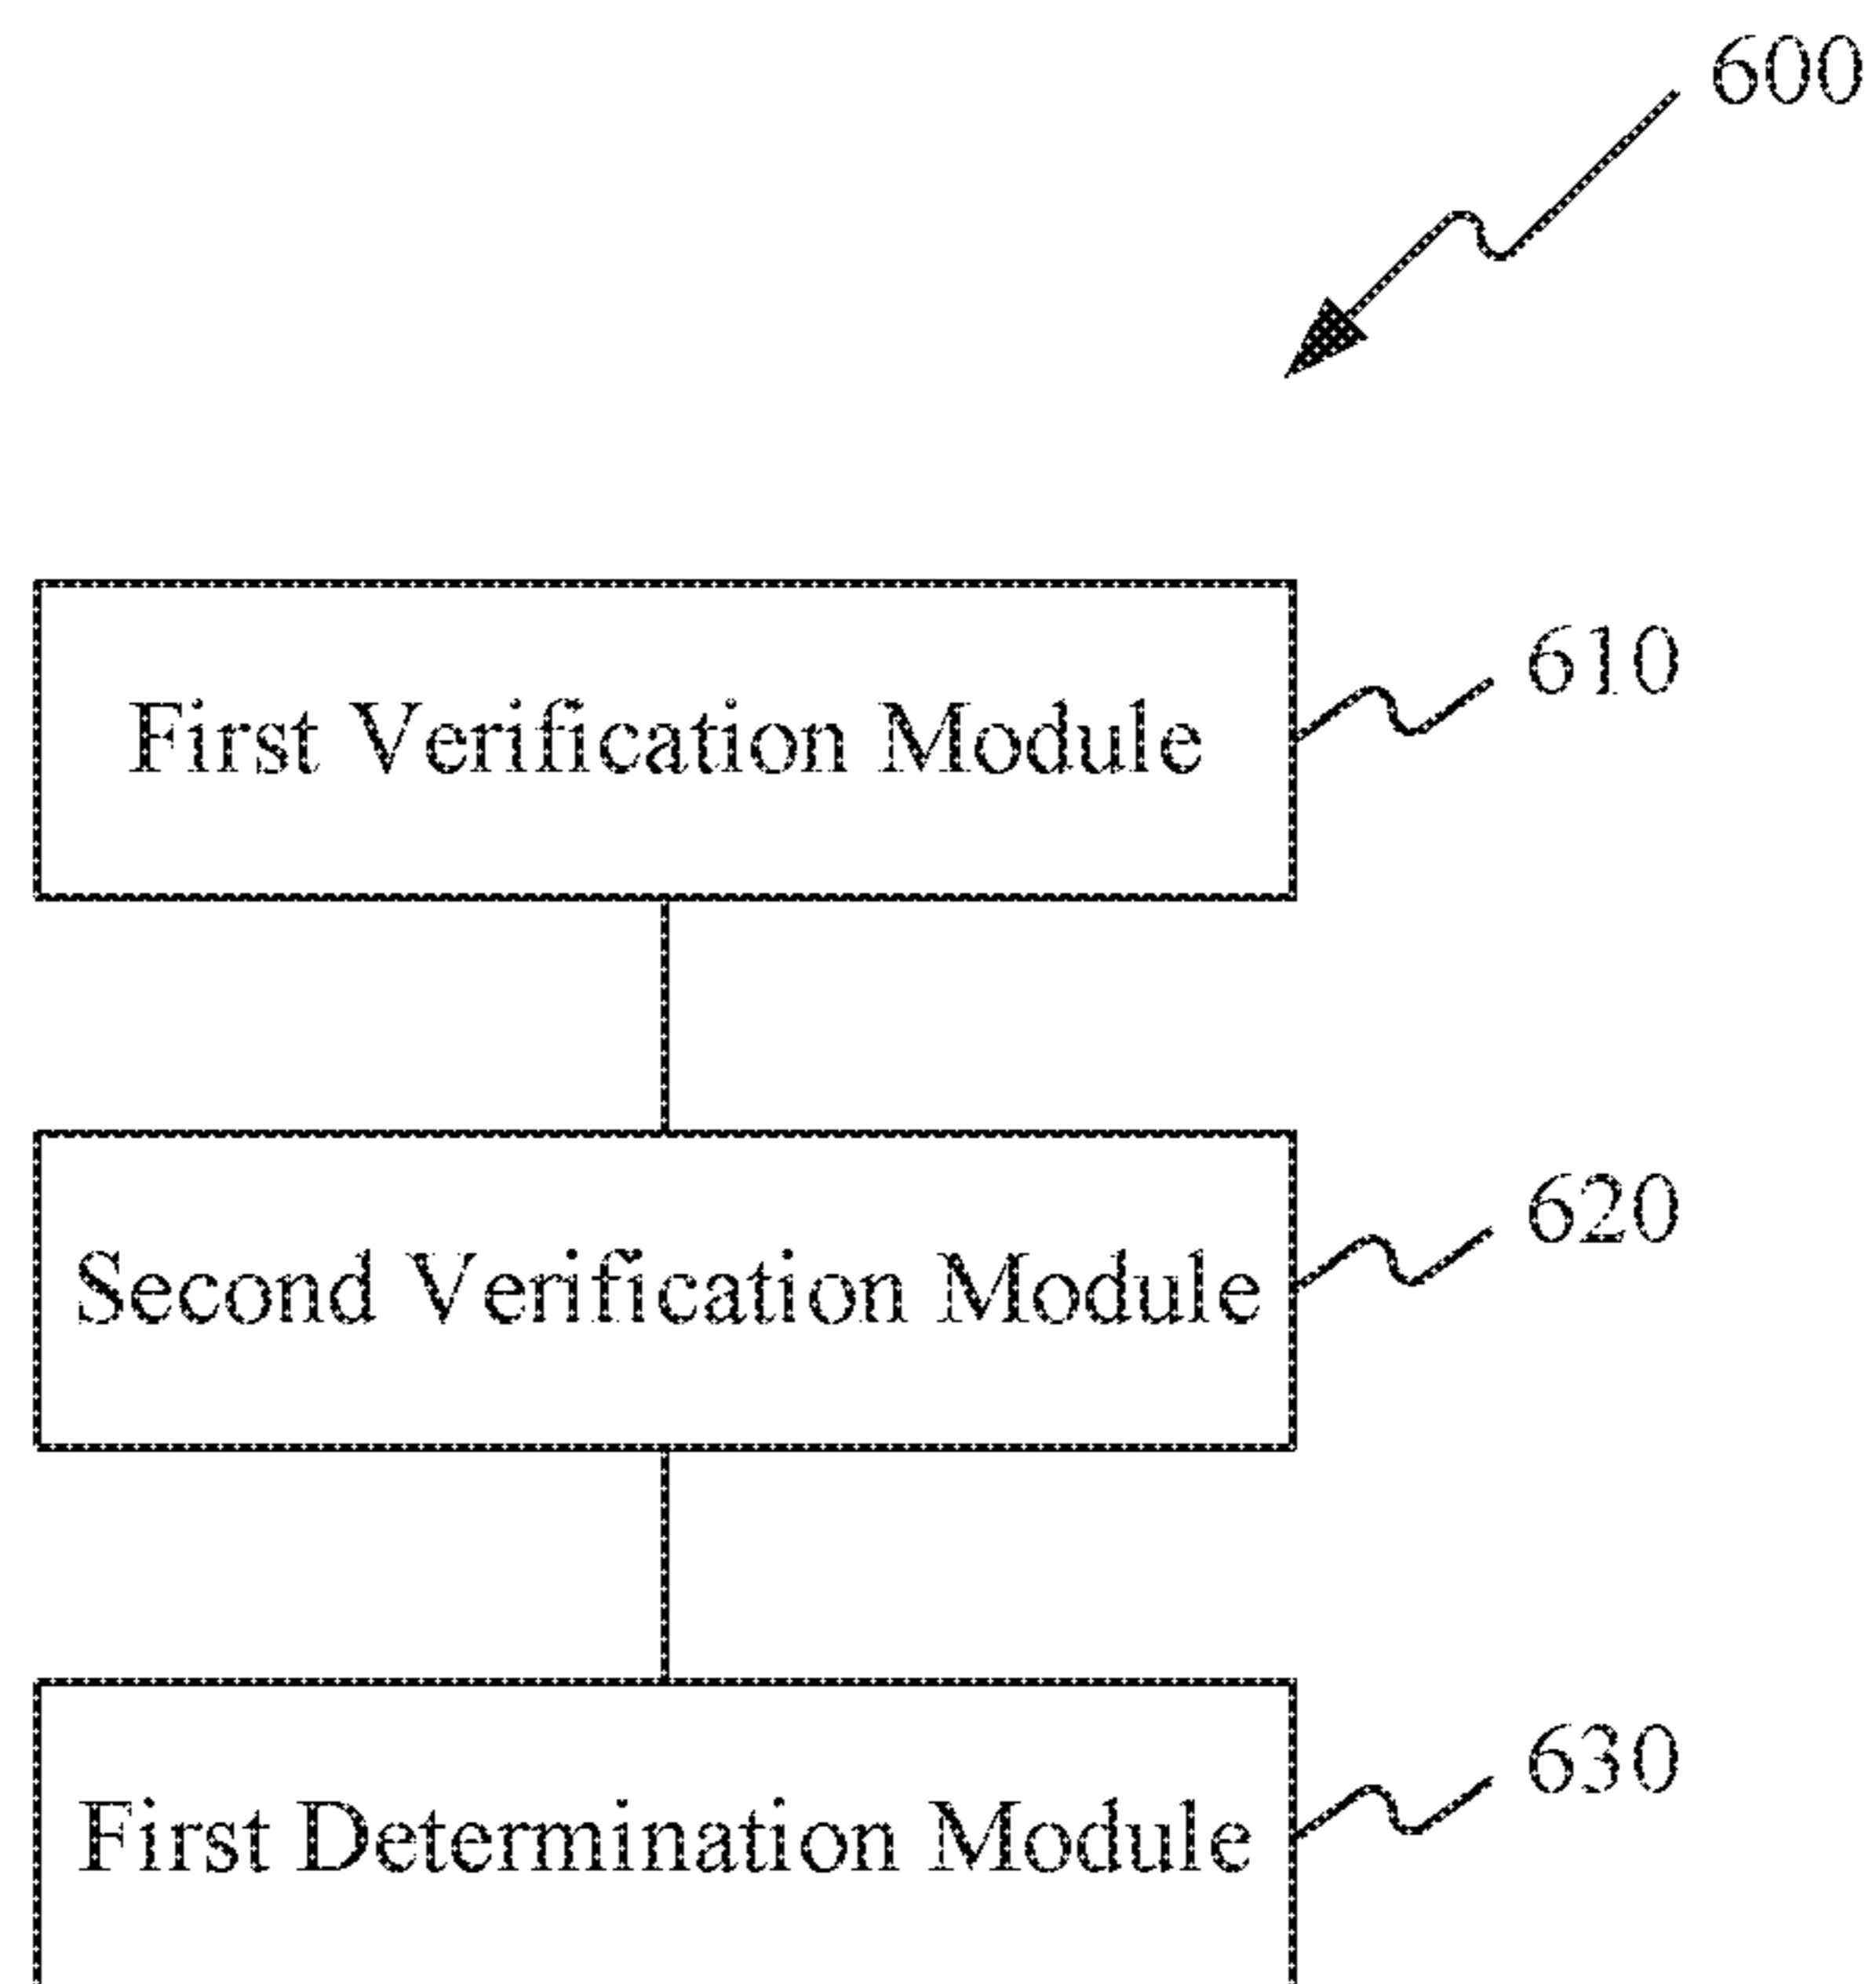 600
First Verification Module
610
Second Verification Module
620
First Determination Module
630